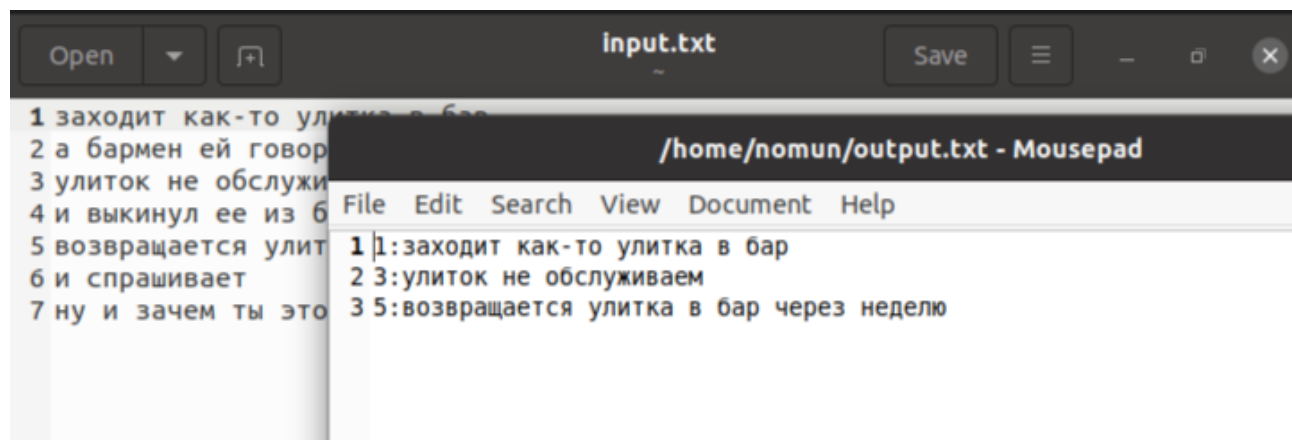 Open
input.txt
~
Save
1 заходит как-то улитка в бар
2 а бармен ей говор
3 улиток не обслужи
4 и выкинул ее из б
5 возвращается улит
6 и спрашивает
7 ну и зачем ты это
/home/nomun/output.txt - Mousepad
File Edit Search View Document Help
1 1:заходит как-то улитка в бар
2 3:улиток не обслуживаем
3 5:возвращается улитка в бар через неделю